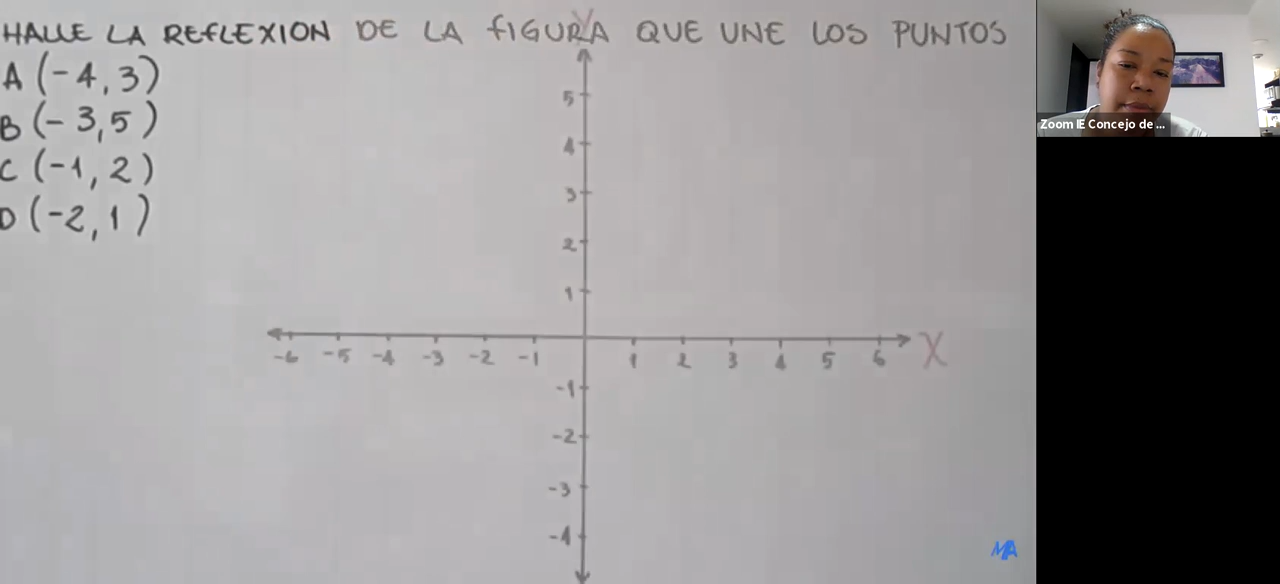 HALLE LA REFLEXION DE LA FIGURA QUE UNE LOS PUNTOS
A (-4, 3)
B (-3, 5)
C (-1, 2)
D (-2, 1)
Y
5
4
3
2
1
-6 -5 -4 -3 -2 -1 1 2 3 4 5 6 X
-1
-2
-3
-4
MA
Zoom IE Concejo de ...